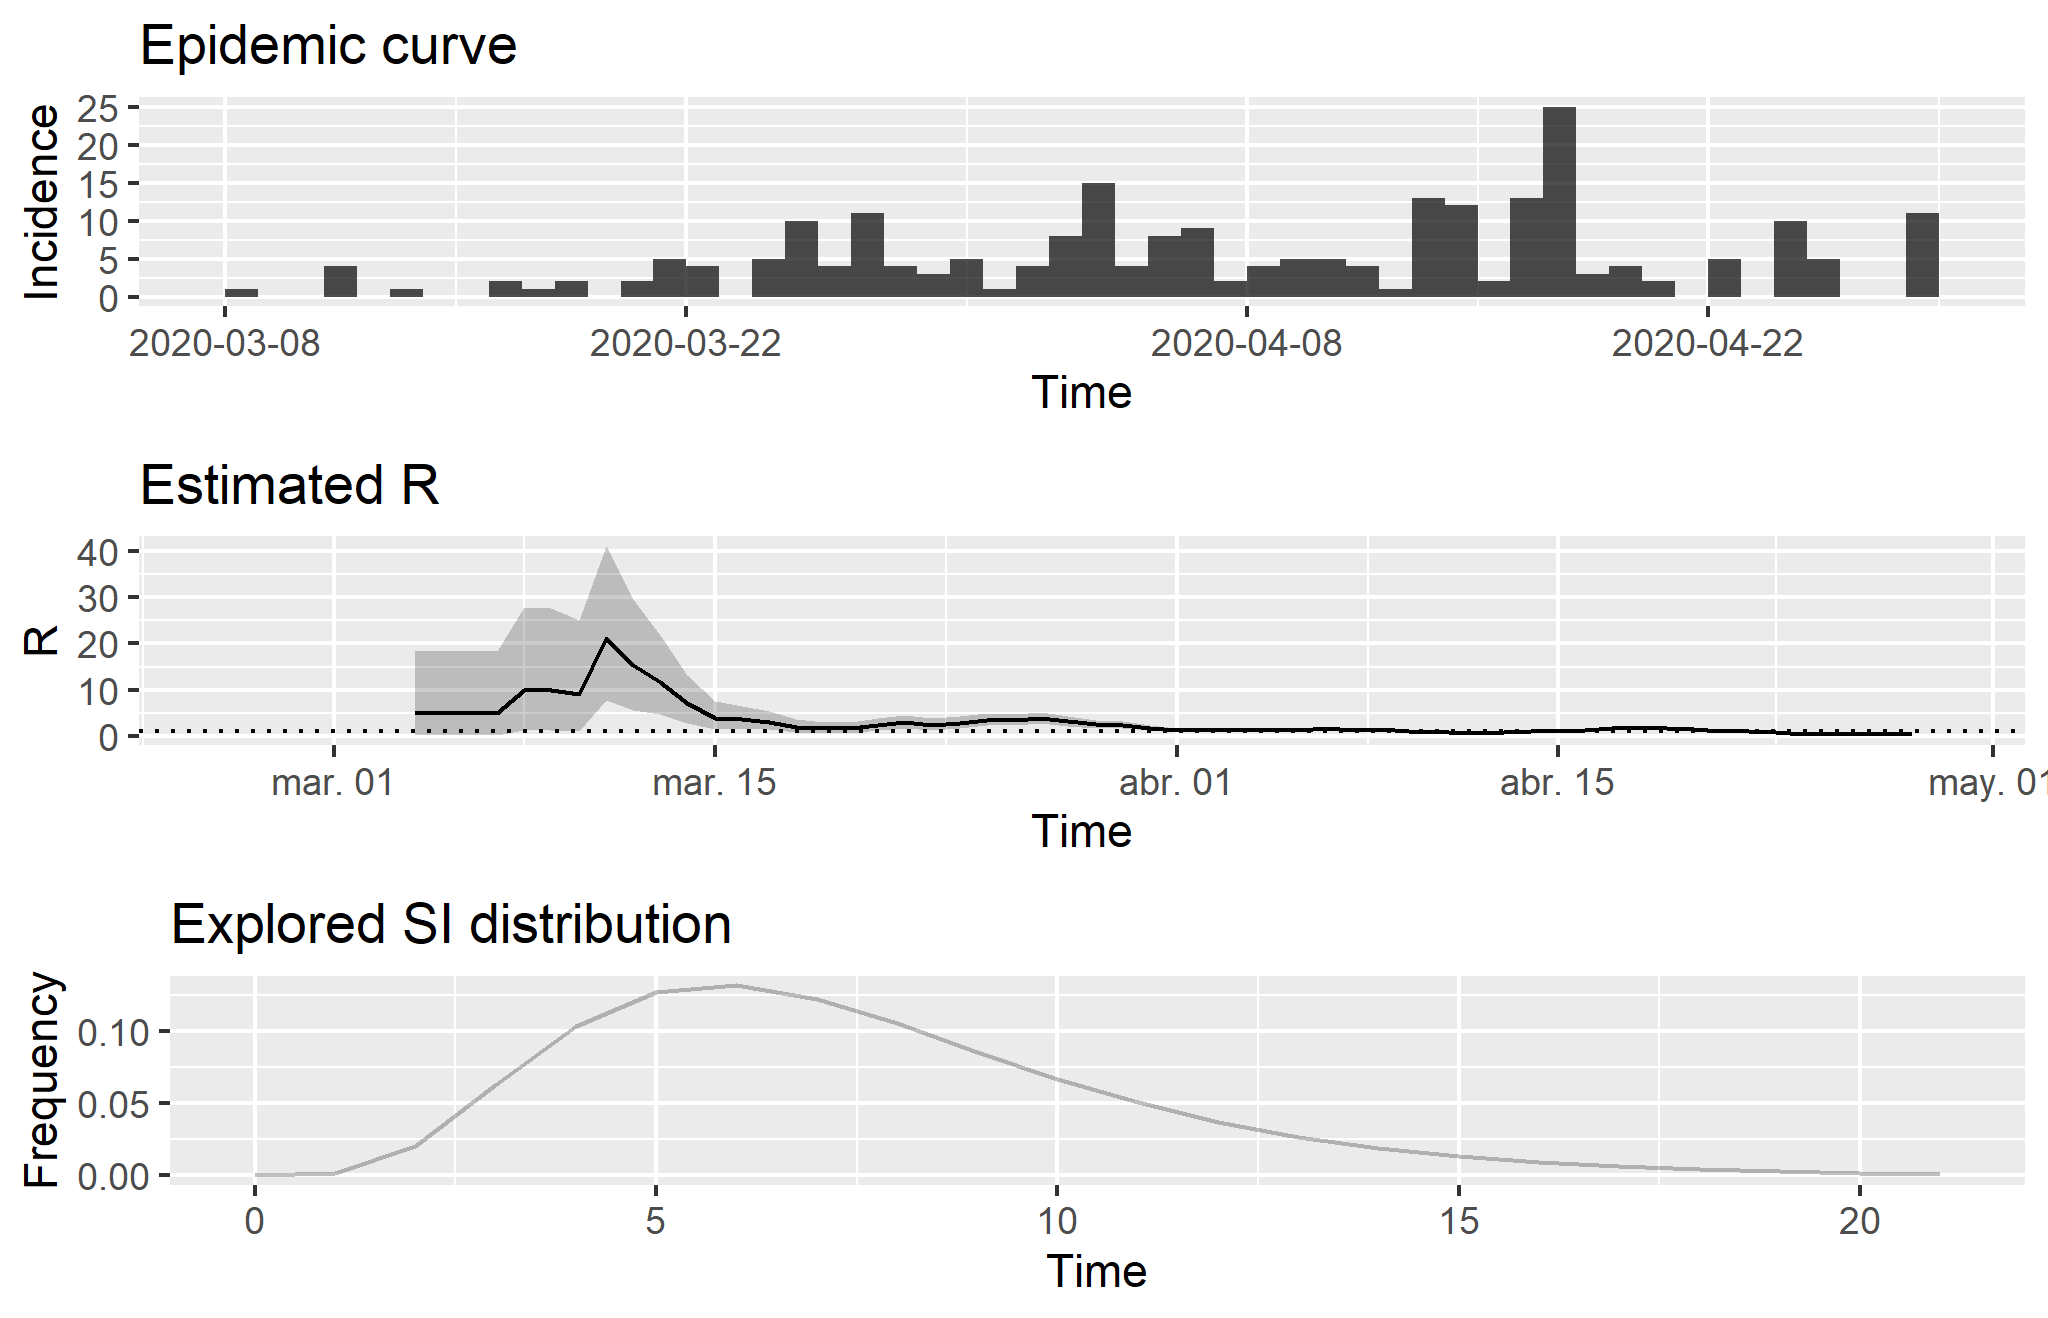 Epidemic curve
25
20
15
10
5
0
Incidence
2020-03-08 2020-03-22 2020-04-08 2020-04-22
Time
Estimated R
40
30
20
10
0
R
mar. 01 mar. 15 abr. 01 abr. 15 may. 01
Time
Explored SI distribution
0.10
0.05
0.00
Frequency
0 5 10 15 20
Time